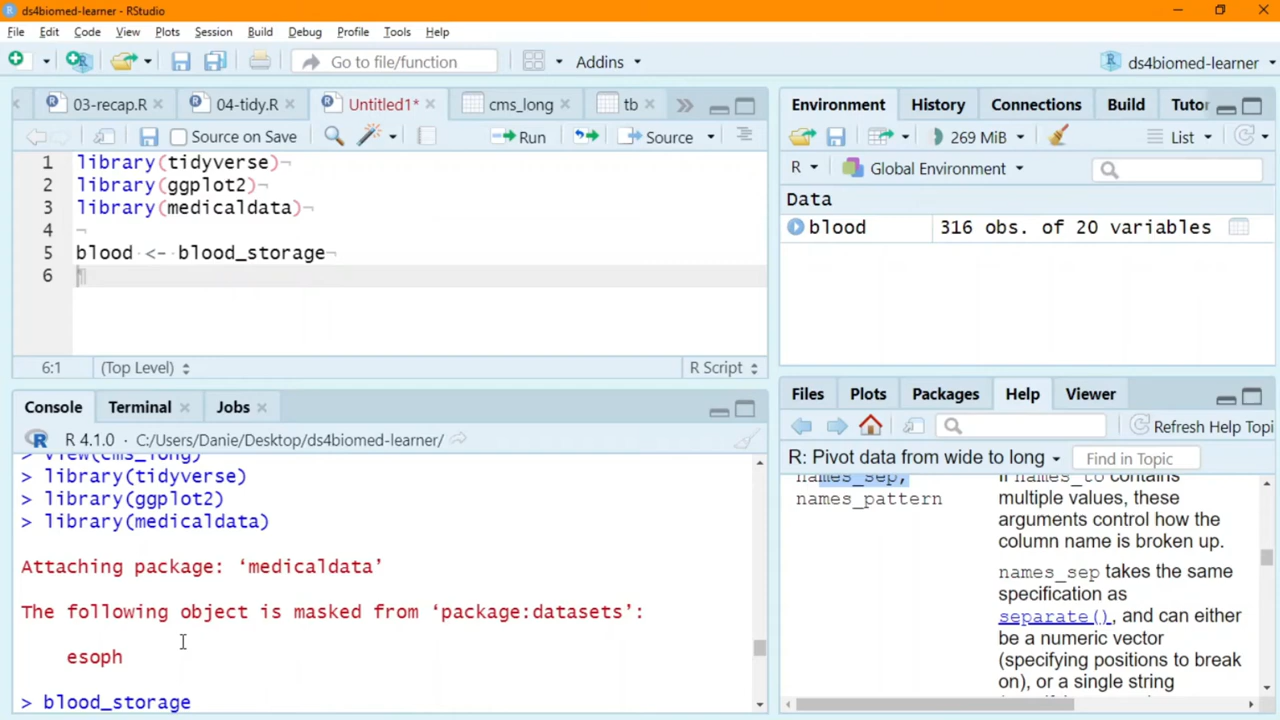 ds4biomed-learner - RStudio
File Edit Code View Plots Session Build Debug Profile Tools Help
Go to file/function Addins ds4biomed-learner
03-recap.R 04-tidy.R Untitled1* cms_long tb
Source on Save Run Source
1 library(tidyverse)
2 library(ggplot2)
3 library(medicaldata)
4
5 blood <- blood_storage
6
6:1 (Top Level) R Script
Console Terminal Jobs
R 4.1.0 · C:/Users/Danie/Desktop/ds4biomed-learner/
> View(cms_long)
> library(tidyverse)
> library(ggplot2)
> library(medicaldata)
Attaching package: ‘medicaldata’
The following object is masked from ‘package:datasets’:
esoph
> blood_storage
Environment History Connections Build Tutor
269 MiB List
R Global Environment
Data
blood 316 obs. of 20 variables
Files Plots Packages Help Viewer
Refresh Help Topi
R: Pivot data from wide to long Find in Topic
names_sep, If names_to contains
names_pattern multiple values, these
arguments control how the
column name is broken up.
names_sep takes the same
specification as
separate(), and can either
be a numeric vector
(specifying positions to break
on), or a single string